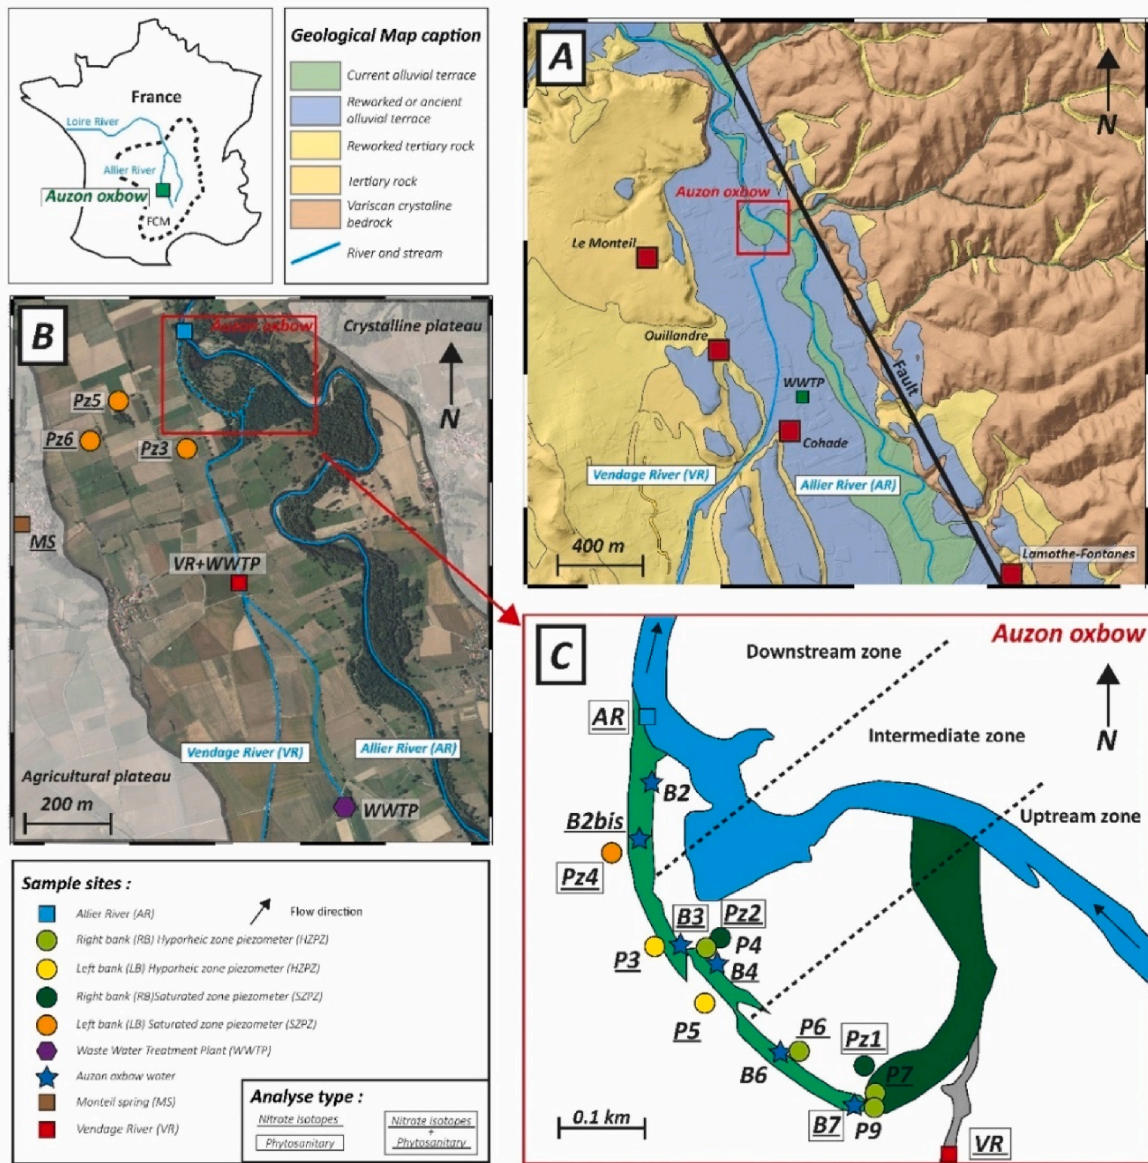 France
Loire River
Allier River
Auzon oxbow
FCM
Geological Map caption
Current alluvial terrace
Reworked or ancient
alluvial terrace
Reworked tertiary rock
Tertiary rock
Variscan crystaline
bedrock
River and stream
A
N
Auzon oxbow
Le Monteil
Ouillandre
WWTP
Cohade
Fault
Vendage River (VR)
Allier River (AR)
400 m
Lamothe-Fontanes
B
Auzon oxbow
Crystalline plateau
N
Pz5
Pz6
Pz3
MS
VR+WWTP
Vendage River (VR)
Allier River (AR)
Agricultural plateau
200 m
WWTP
Sample sites :
Allier River (AR)
Flow direction
Right bank (RB) Hyporheic zone piezometer (HZPZ)
Left bank (LB) Hyporheic zone piezometer (HZPZ)
Right bank (RB)Saturated zone piezometer (SZPZ)
Left bank (LB) Saturated zone piezometer (SZPZ)
Waste Water Treatment Plant (WWTP)
Auzon oxbow water
Monteil spring (MS)
Vendage River (VR)
Analyse type :
Nitrate isotopes
Phytosanitary
Nitrate isotopes
+
Phytosanitary
C
Auzon oxbow
Downstream zone
N
AR
Intermediate zone
B2
Uptream zone
B2bis
Pz4
B3
Pz2
P3
P4
B4
P5
P6
Pz1
B6
P7
0.1 km
B7
P9
VR